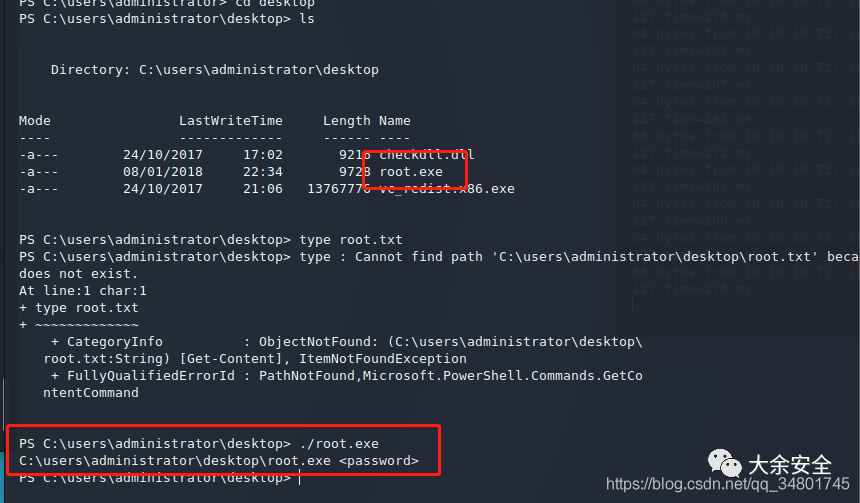 PS C:\users\administrator> cd desktop
PS C:\users\administrator\desktop> ls
Directory: C:\users\administrator\desktop
Mode LastWriteTime Length Name
---- ------------- ------ ----
-a--- 24/10/2017 17:02 9216 checkdll.dll
-a--- 08/01/2018 22:34 9728 root.exe
-a--- 24/10/2017 21:06 13767776 vc_redist.x86.exe
PS C:\users\administrator\desktop> type root.txt
PS C:\users\administrator\desktop> type : Cannot find path 'C:\users\administrator\desktop\root.txt' beca
does not exist.
At line:1 char:1
+ type root.txt
+ ~~~~~~~~~~~~~
+ CategoryInfo : ObjectNotFound: (C:\users\administrator\desktop\
root.txt:String) [Get-Content], ItemNotFoundException
+ FullyQualifiedErrorId : PathNotFound,Microsoft.PowerShell.Commands.GetCo
ntentCommand
PS C:\users\administrator\desktop> ./root.exe
C:\users\administrator\desktop\root.exe <password>
PS C:\users\administrator\desktop>
64 bytes from 10.10.10.72: i
127 time=276 ms
64 bytes from 10.10.10.72: i
127 time=262 ms
64 bytes from 10.10.10.72: i
127 time=267 ms
64 bytes from 10.10.10.72: i
127 time=283 ms
64 bytes from 10.10.10.72: i
127 time=272 ms
64 bytes from 10.10.10.72: i
127 time=281 ms
64 bytes from 10.10.10.72: i
127 time=266 ms
64 bytes from 10.10.10.72: i
127 time=276 ms
大余安全
https://blog.csdn.net/qq_34801745